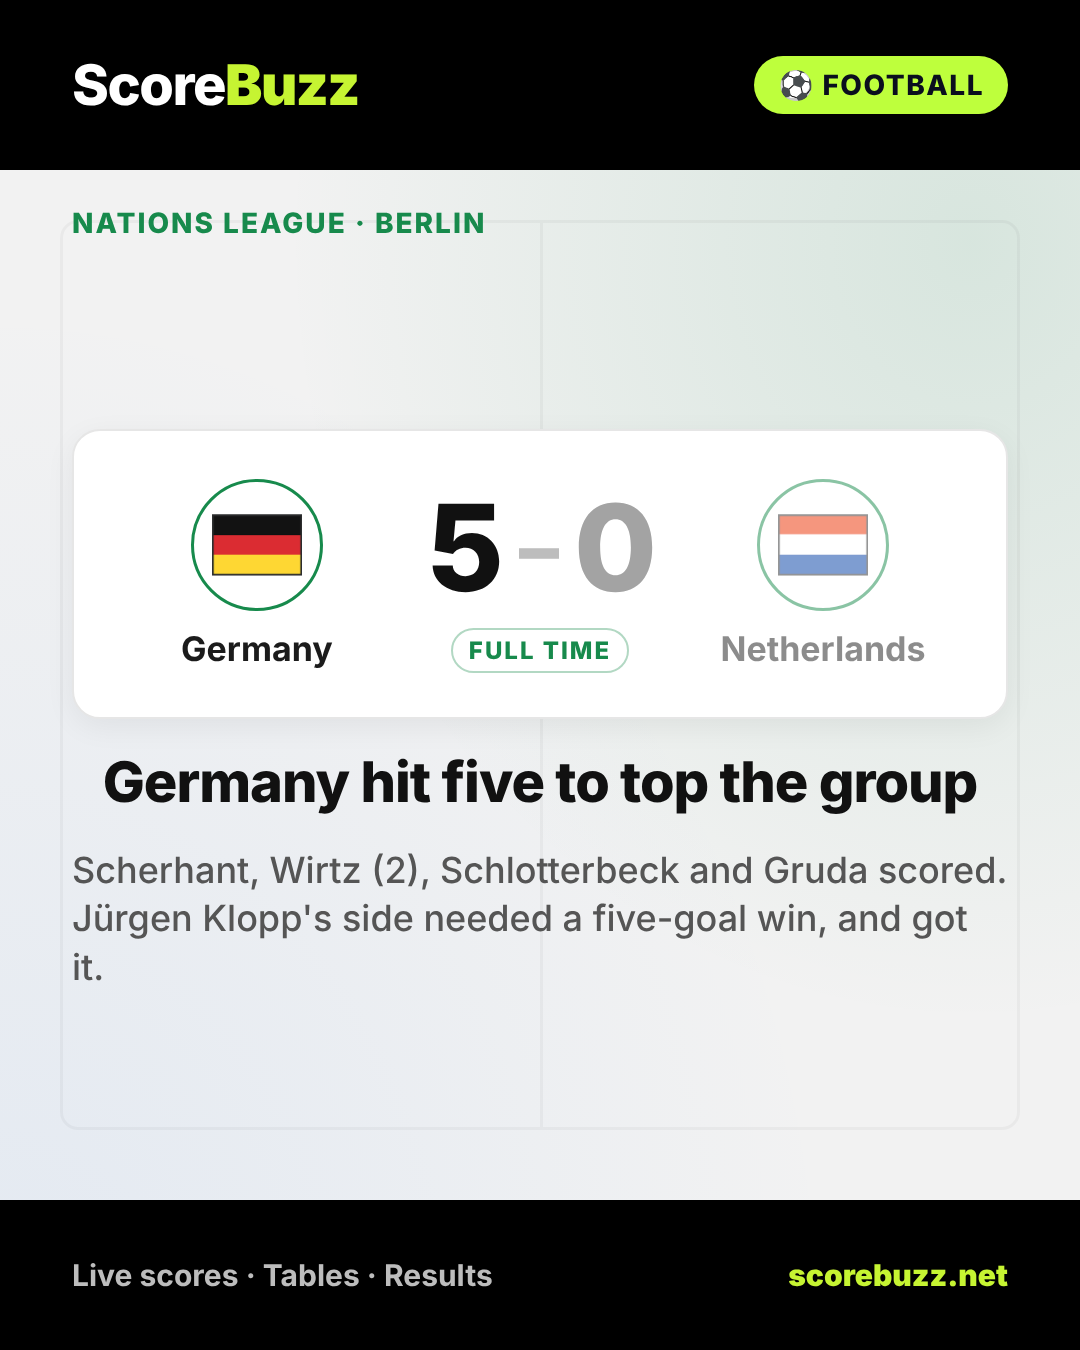 ScoreBuzz
⚽ FOOTBALL
NATIONS LEAGUE · BERLIN
5 – 0
Germany
FULL TIME
Netherlands
Germany hit five to top the group
Scherhant, Wirtz (2), Schlotterbeck and Gruda scored.
Jürgen Klopp's side needed a five-goal win, and got
it.
Live scores · Tables · Results
scorebuzz.net